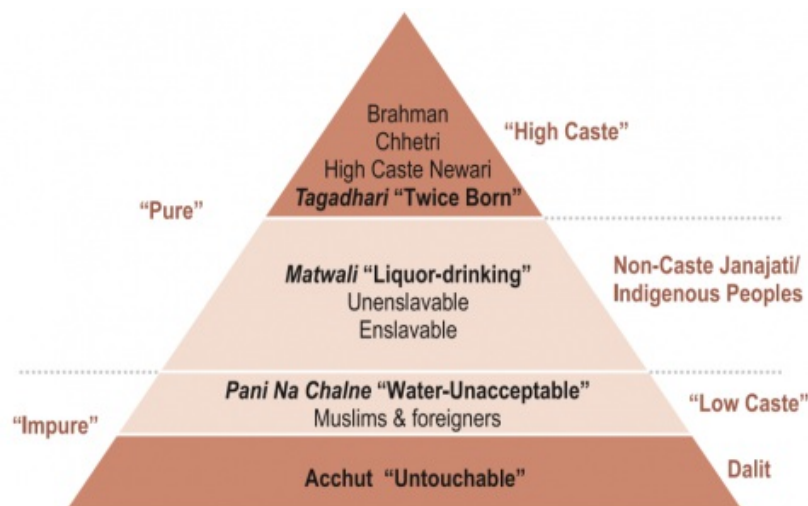 Brahman
Chhetri
High Caste Newari
Tagadhari “Twice Born”
“High Caste”
“Pure”
Matwali “Liquor-drinking”
Unenslavable
Enslavable
Non-Caste Janajati/
Indigenous Peoples
Pani Na Chalne “Water-Unacceptable”
Muslims & foreigners
“Low Caste”
“Impure”
Acchut “Untouchable”
Dalit